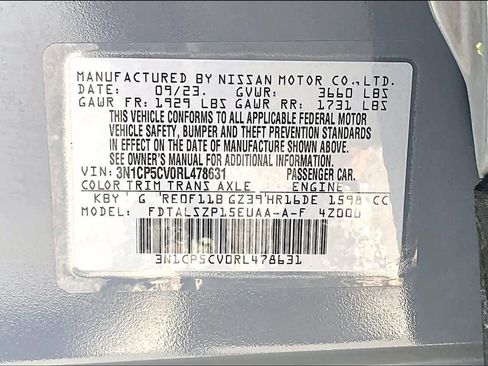 MANUFACTURED BY NISSAN MOTOR CO., LTD.
DATE: 09/23. GVWR: 3660 LBS
GAWR FR: 1929 LBS GAWR RR: 1731 LBS
THIS VEHICLE CONFORMS TO ALL APPLICABLE FEDERAL MOTOR
VEHICLE SAFETY, BUMPER AND THEFT PREVENTION STANDARDS
IN EFFECT ON THE DATE OF MANUFACTURE SHOWN ABOVE.
SEE OWNER'S MANUAL FOR ADDITIONAL INFORMATION.
VIN: 3N1CP5CV0RL478631 PASSENGER CAR.
COLOR TRIM TRANS AXLE ENGINE
KBY G RE0F11B GZ39 HR16DE 1598 CC
MODEL: FDTALSZP15EUAA-A-F 4Z000
3N1CP5CV0RL478631